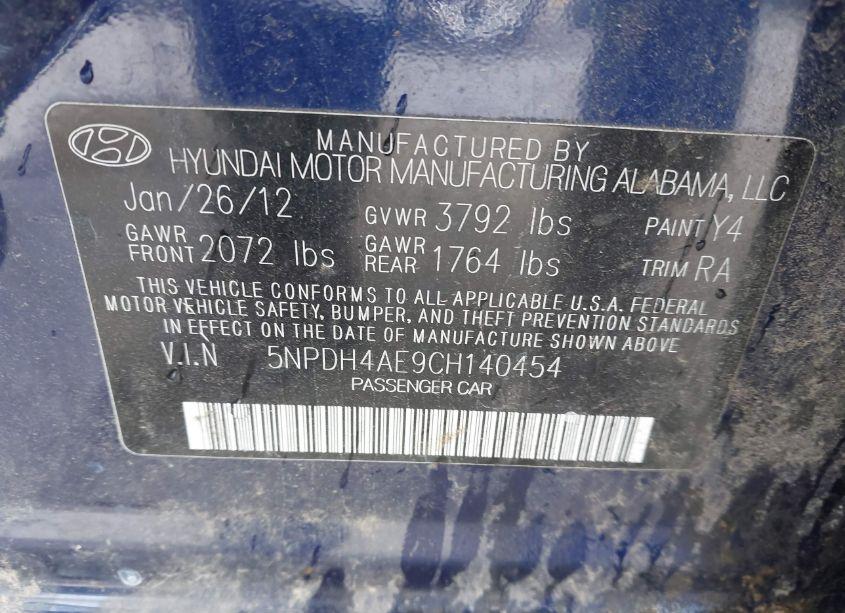 MANUFACTURED BY
HYUNDAI MOTOR MANUFACTURING ALABAMA, LLC
Jan/26/12 GVWR 3792 lbs PAINT Y4
GAWR FRONT 2072 lbs GAWR REAR 1764 lbs TRIM RA
THIS VEHICLE CONFORMS TO ALL APPLICABLE U.S.A. FEDERAL
MOTOR VEHICLE SAFETY, BUMPER, AND THEFT PREVENTION STANDARDS
IN EFFECT ON THE DATE OF MANUFACTURE SHOWN ABOVE
V.I.N 5NPDH4AE9CH140454
PASSENGER CAR